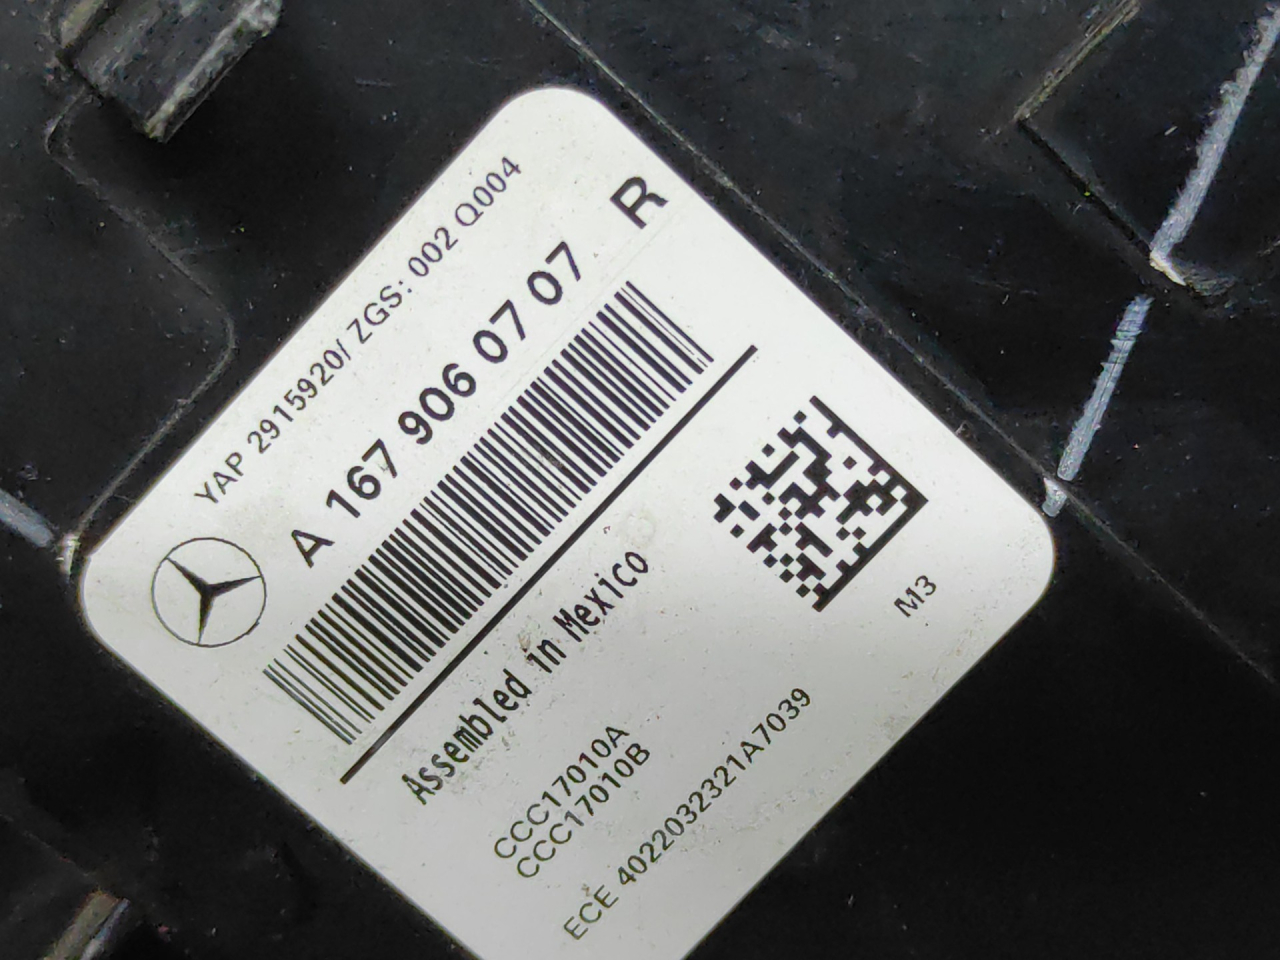 YAP 2915920/ ZGS: 002 Q004
A 167 906 07 07 R
Assembled in Mexico
CCC17010A
CCC17010B
M3
ECE 4022032321A7039